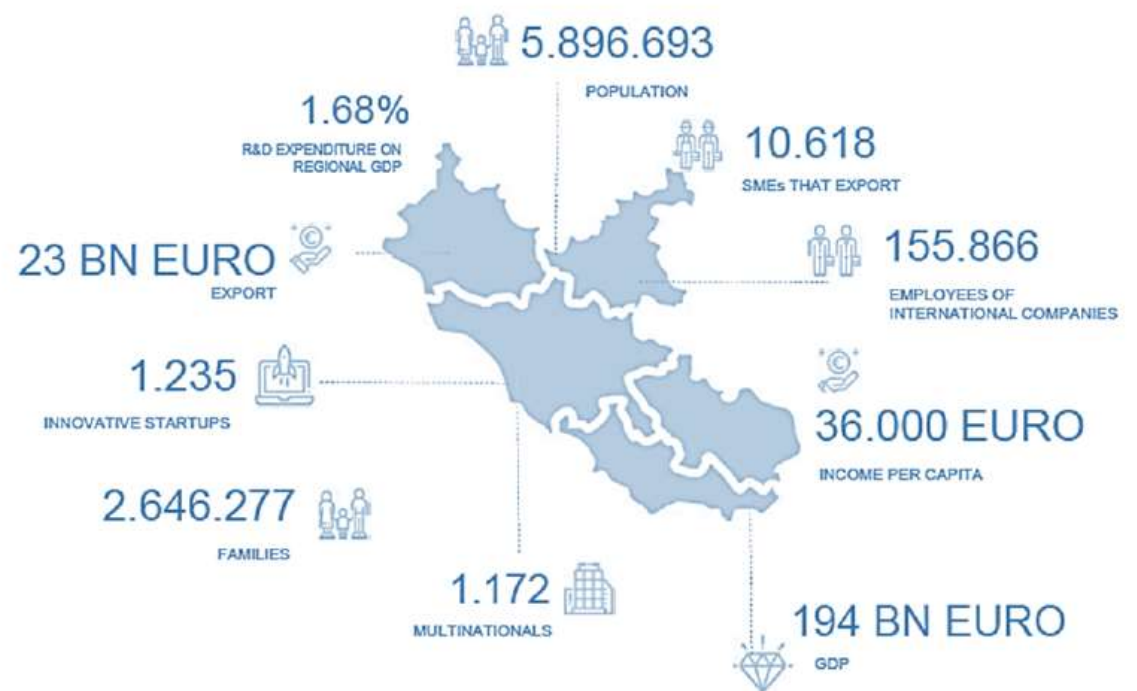 5.896.693
POPULATION
1.68%
R&D EXPENDITURE ON
REGIONAL GDP
10.618
SMEs THAT EXPORT
23 BN EURO
EXPORT
155.866
EMPLOYEES OF
INTERNATIONAL COMPANIES
1.235
INNOVATIVE STARTUPS
36.000 EURO
INCOME PER CAPITA
2.646.277
FAMILIES
1.172
MULTINATIONALS
194 BN EURO
GDP